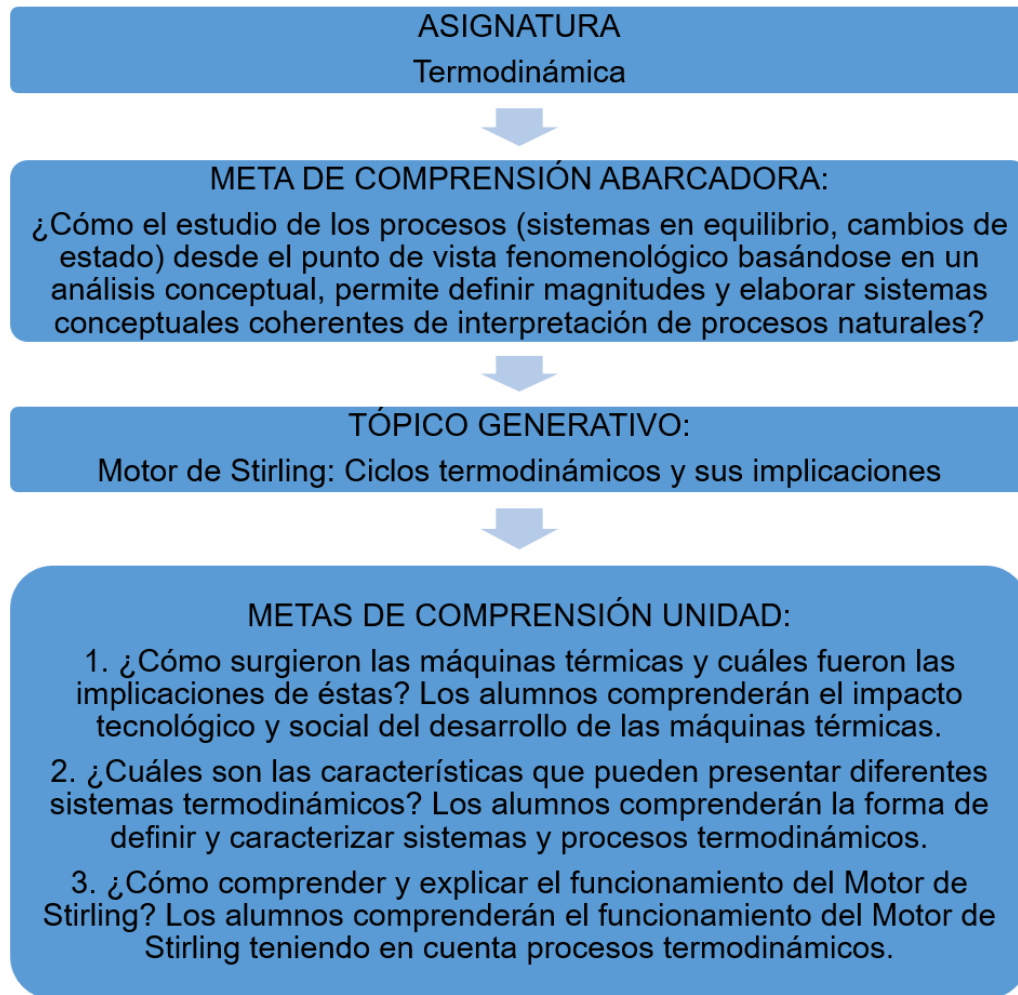 ASIGNATURA
Termodinámica
META DE COMPRENSIÓN ABARCADORA:
¿Cómo el estudio de los procesos (sistemas en equilibrio, cambios de
estado) desde el punto de vista fenomenológico basándose en un
análisis conceptual, permite definir magnitudes y elaborar sistemas
conceptuales coherentes de interpretación de procesos naturales?
TÓPICO GENERATIVO:
Motor de Stirling: Ciclos termodinámicos y sus implicaciones
METAS DE COMPRENSIÓN UNIDAD:
1. ¿Cómo surgieron las máquinas térmicas y cuáles fueron las
implicaciones de éstas? Los alumnos comprenderán el impacto
tecnológico y social del desarrollo de las máquinas térmicas.
2. ¿Cuáles son las características que pueden presentar diferentes
sistemas termodinámicos? Los alumnos comprenderán la forma de
definir y caracterizar sistemas y procesos termodinámicos.
3. ¿Cómo comprender y explicar el funcionamiento del Motor de
Stirling? Los alumnos comprenderán el funcionamiento del Motor de
Stirling teniendo en cuenta procesos termodinámicos.